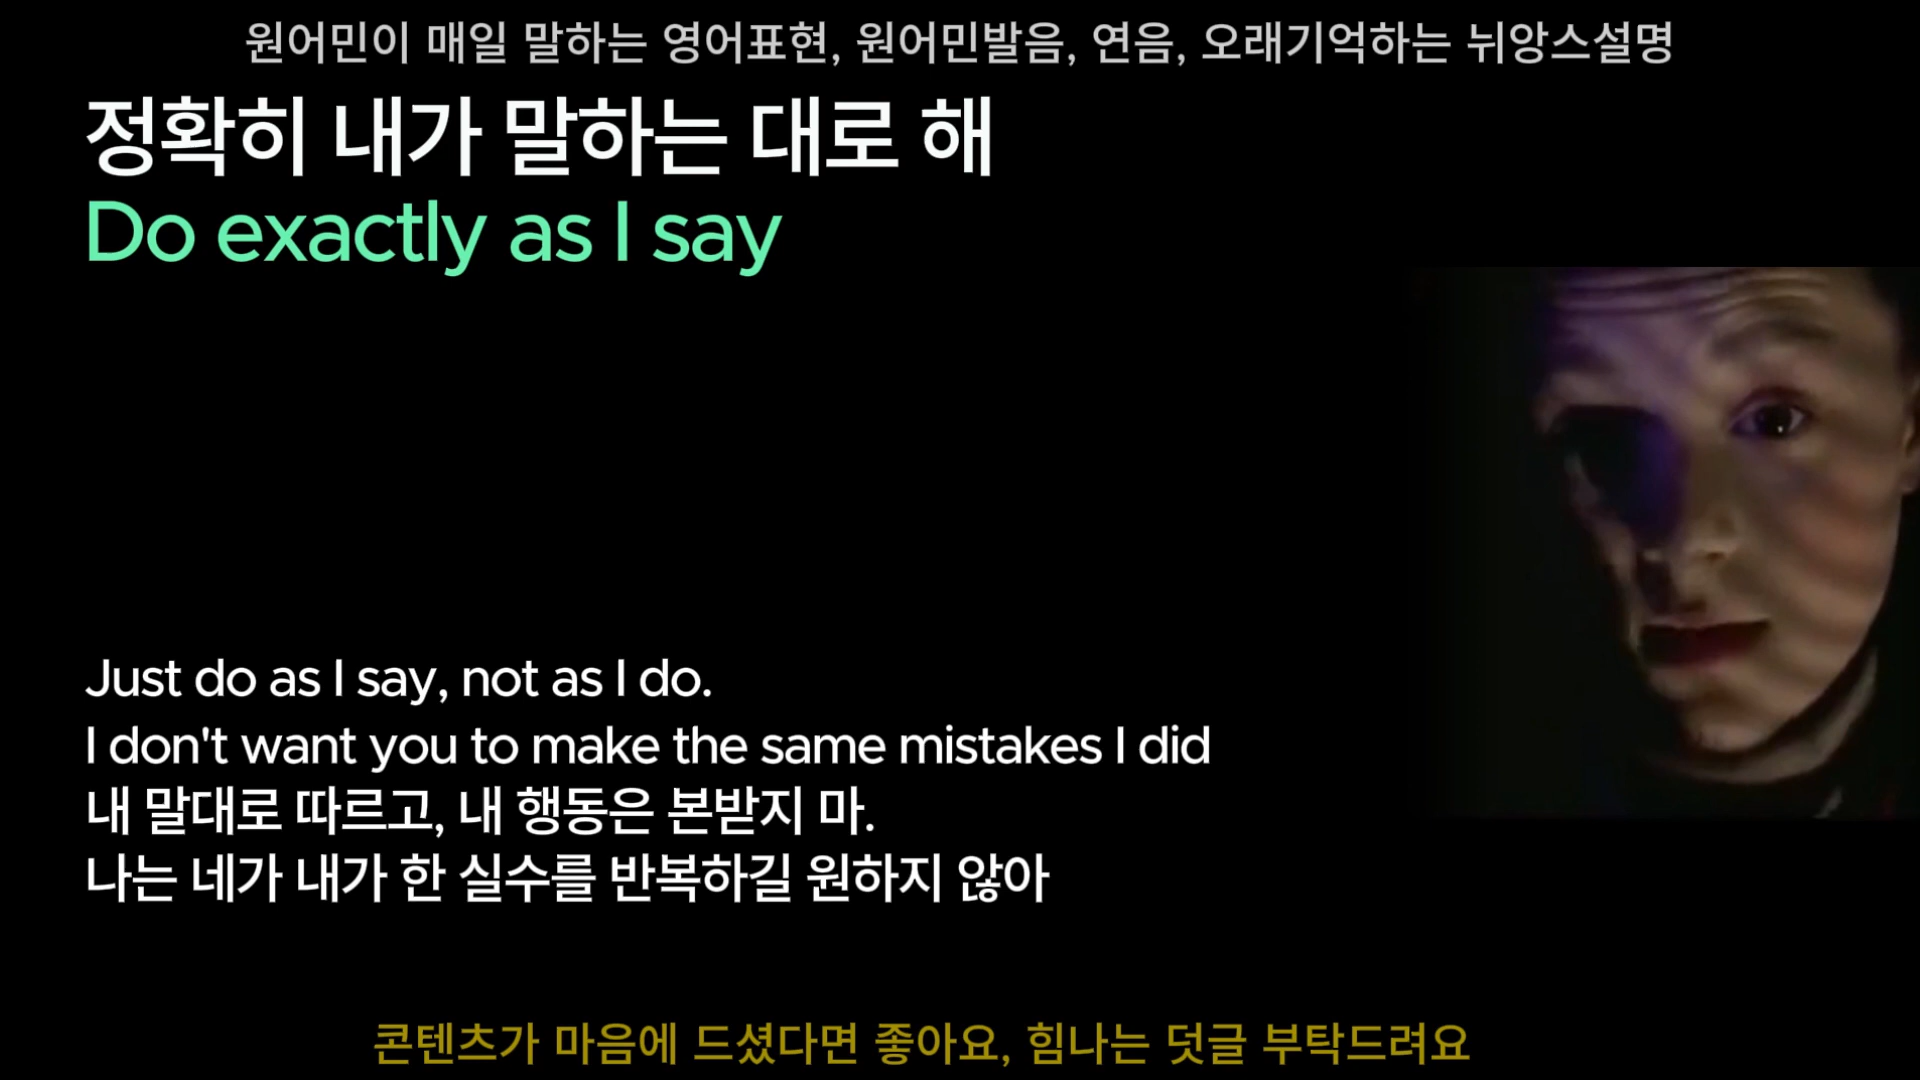 원어민이 매일 말하는 영어표현, 원어민발음, 연음, 오래기억하는 뉘앙스설명
정확히 내가 말하는 대로 해
Do exactly as I say
Just do as I say, not as I do.
I don't want you to make the same mistakes I did
내 말대로 따르고, 내 행동은 본받지 마.
나는 네가 내가 한 실수를 반복하길 원하지 않아
콘텐츠가 마음에 드셨다면 좋아요, 힘나는 덧글 부탁드려요